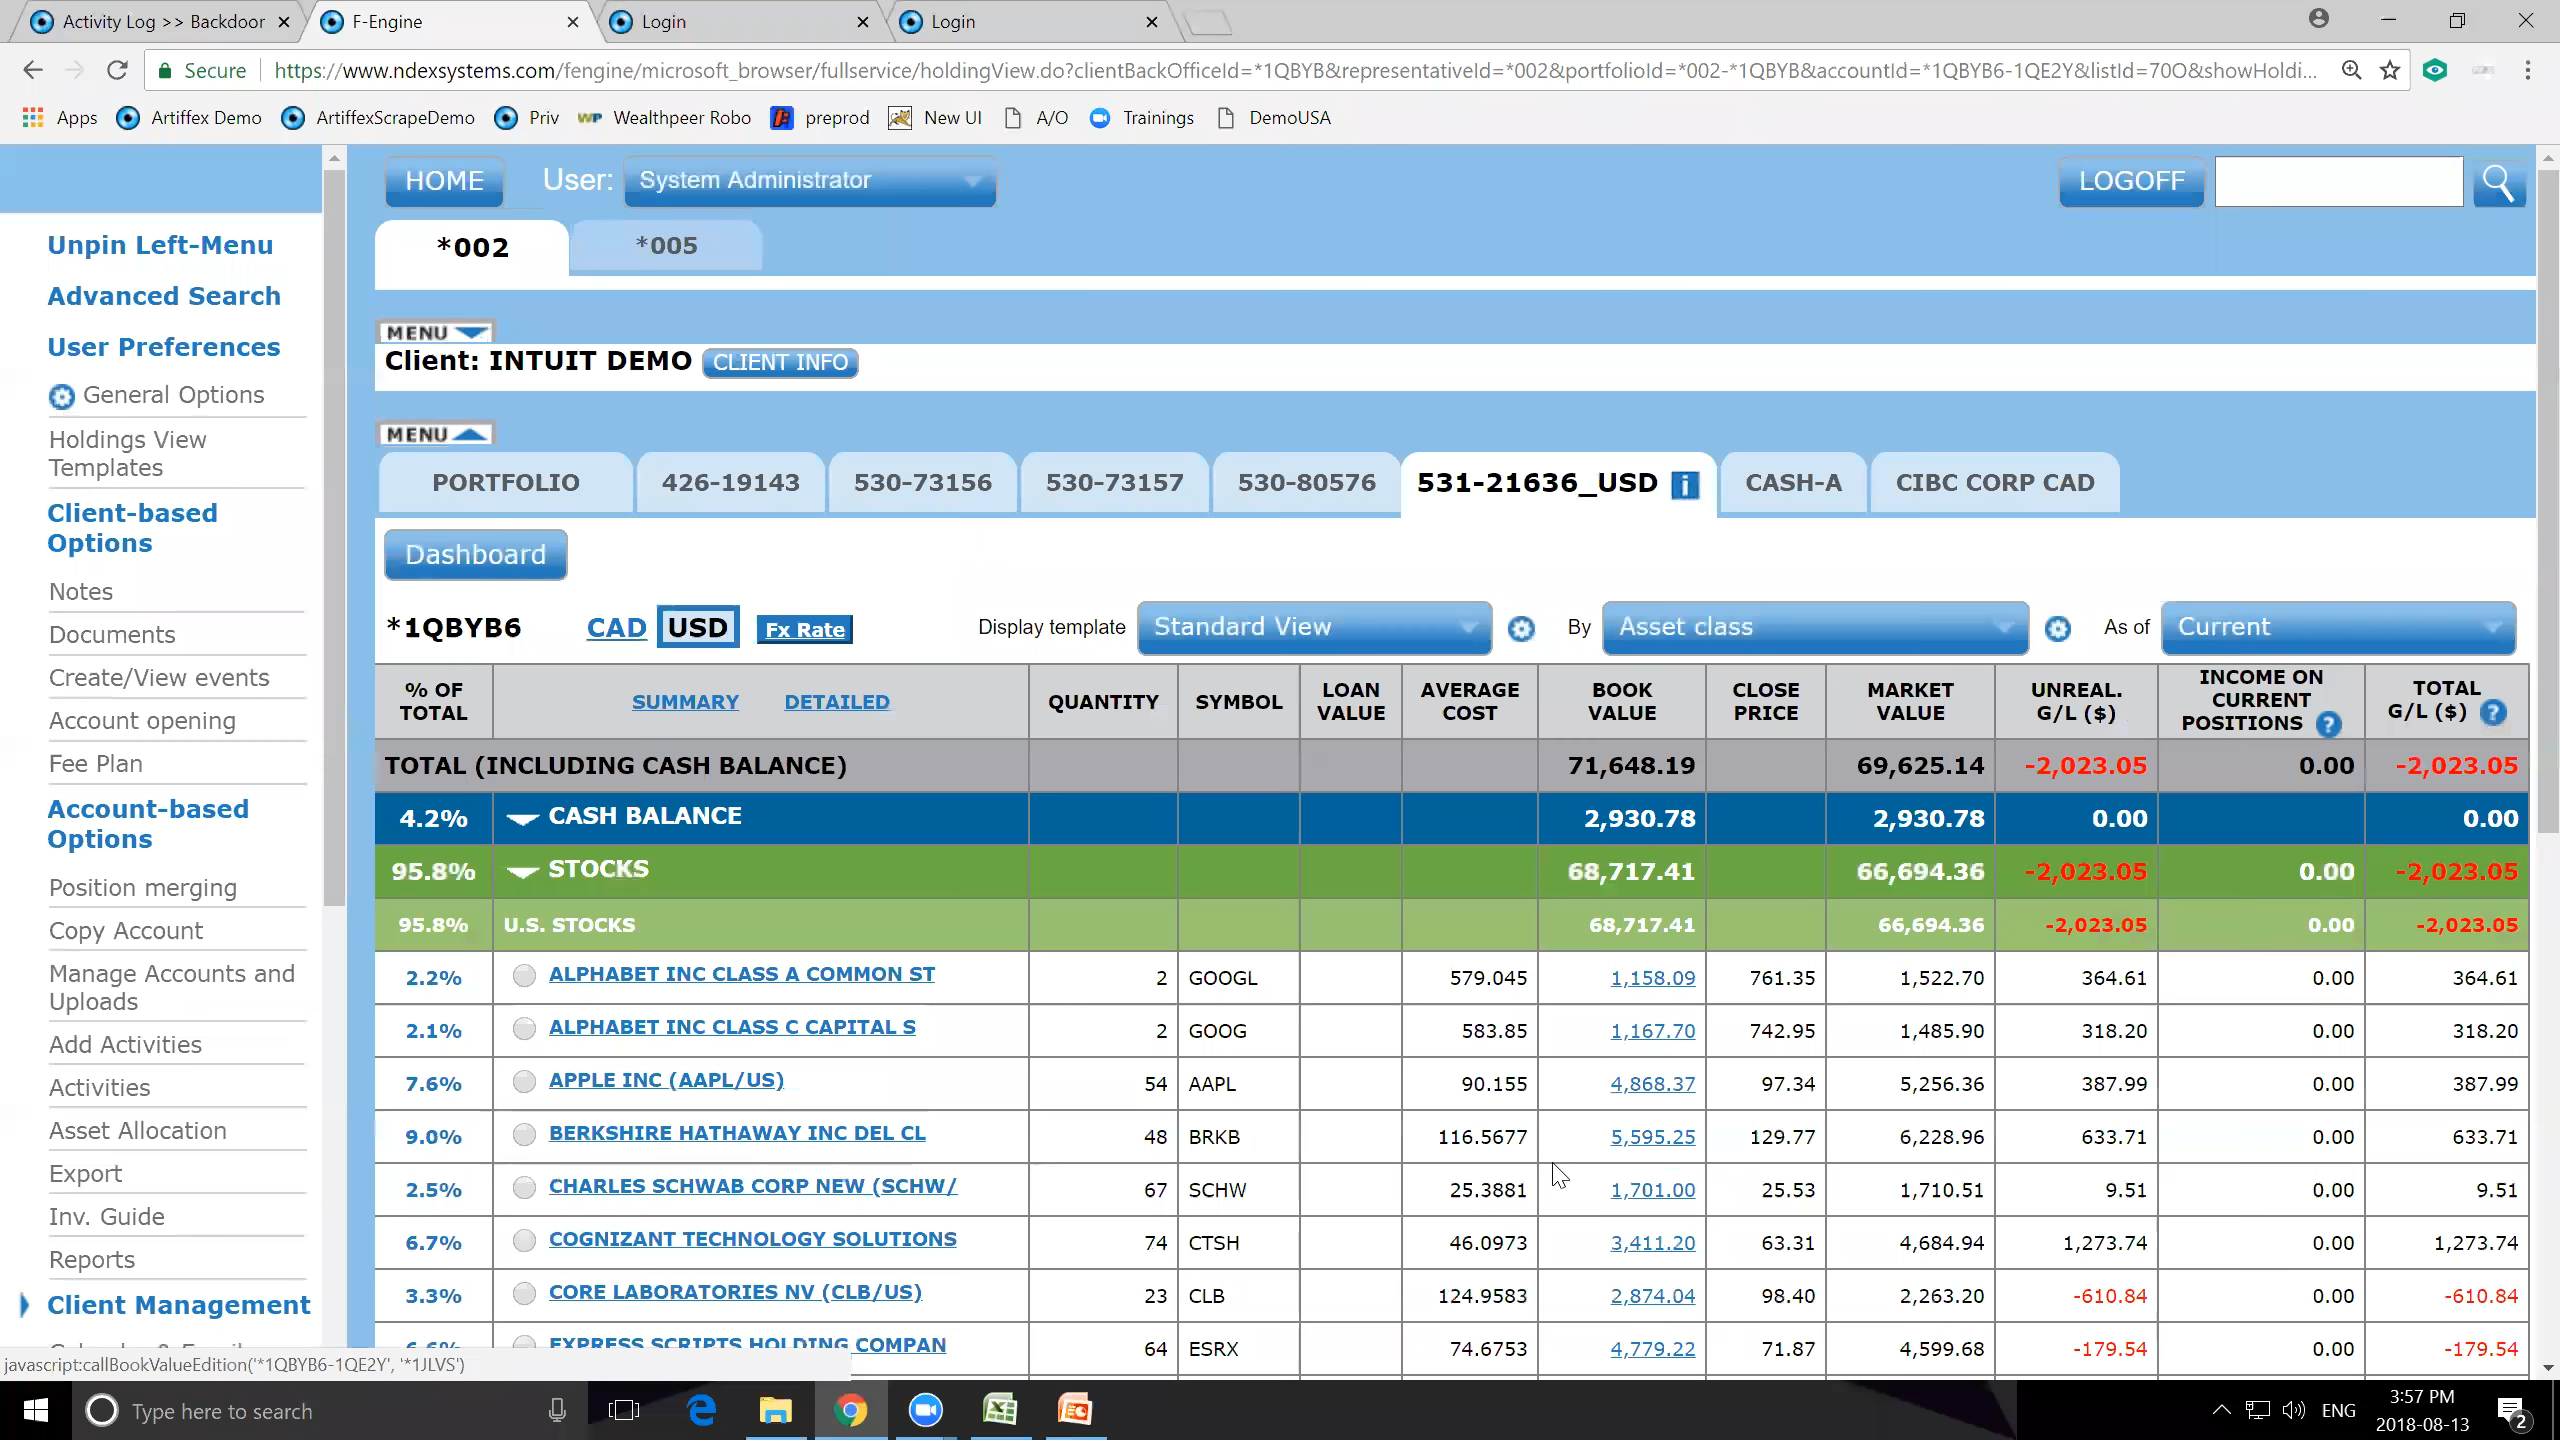 Activity Log >> Backdoor
F-Engine
Login
Login
Secure
https://www.ndexsystems.com/fengine/microsoft_browser/fullservice/holdingView.do?clientBackOfficeId=*1QBYB&representativeId=*002&portfolioId=*002-*1QBYB&accountId=*1QBYB6-1QE2Y&listId=70O&showHoldi...
Apps Artiffex Demo ArtiffexScrapeDemo Priv Wealthpeer Robo preprod New UI A/O Trainings DemoUSA
HOME User: System Administrator LOGOFF
*002 *005
Unpin Left-Menu
Advanced Search
User Preferences
General Options
Holdings View
Templates
Client-based
Options
Notes
Documents
Create/View events
Account opening
Fee Plan
Account-based
Options
Position merging
Copy Account
Manage Accounts and
Uploads
Add Activities
Activities
Asset Allocation
Export
Inv. Guide
Reports
Client Management
MENU
Client: INTUIT DEMO CLIENT INFO
MENU
PORTFOLIO 426-19143 530-73156 530-73157 530-80576 531-21636_USD i CASH-A CIBC CORP CAD
Dashboard
*1QBYB6 CAD USD Fx Rate Display template Standard View By Asset class As of Current
% OF TOTAL SUMMARY DETAILED QUANTITY SYMBOL LOAN VALUE AVERAGE COST BOOK VALUE CLOSE PRICE MARKET VALUE UNREAL. G/L ($) INCOME ON CURRENT POSITIONS ? TOTAL G/L ($) ?
TOTAL (INCLUDING CASH BALANCE) 71,648.19 69,625.14 -2,023.05 0.00 -2,023.05
4.2% CASH BALANCE 2,930.78 2,930.78 0.00 0.00
95.8% STOCKS 68,717.41 66,694.36 -2,023.05 0.00 -2,023.05
95.8% U.S. STOCKS 68,717.41 66,694.36 -2,023.05 0.00 -2,023.05
2.2% ALPHABET INC CLASS A COMMON ST 2 GOOGL 579.045 1,158.09 761.35 1,522.70 364.61 0.00 364.61
2.1% ALPHABET INC CLASS C CAPITAL S 2 GOOG 583.85 1,167.70 742.95 1,485.90 318.20 0.00 318.20
7.6% APPLE INC (AAPL/US) 54 AAPL 90.155 4,868.37 97.34 5,256.36 387.99 0.00 387.99
9.0% BERKSHIRE HATHAWAY INC DEL CL 48 BRKB 116.5677 5,595.25 129.77 6,228.96 633.71 0.00 633.71
2.5% CHARLES SCHWAB CORP NEW (SCHW/ 67 SCHW 25.3881 1,701.00 25.53 1,710.51 9.51 0.00 9.51
6.7% COGNIZANT TECHNOLOGY SOLUTIONS 74 CTSH 46.0973 3,411.20 63.31 4,684.94 1,273.74 0.00 1,273.74
3.3% CORE LABORATORIES NV (CLB/US) 23 CLB 124.9583 2,874.04 98.40 2,263.20 -610.84 0.00 -610.84
6.6% EXPRESS SCRIPTS HOLDING COMPAN 64 ESRX 74.6753 4,779.22 71.87 4,599.68 -179.54 0.00 -179.54
javascript:callBookValueEdition('*1QBYB6-1QE2Y', '*1JLVS')
Type here to search
ENG
3:57 PM
2018-08-13
2